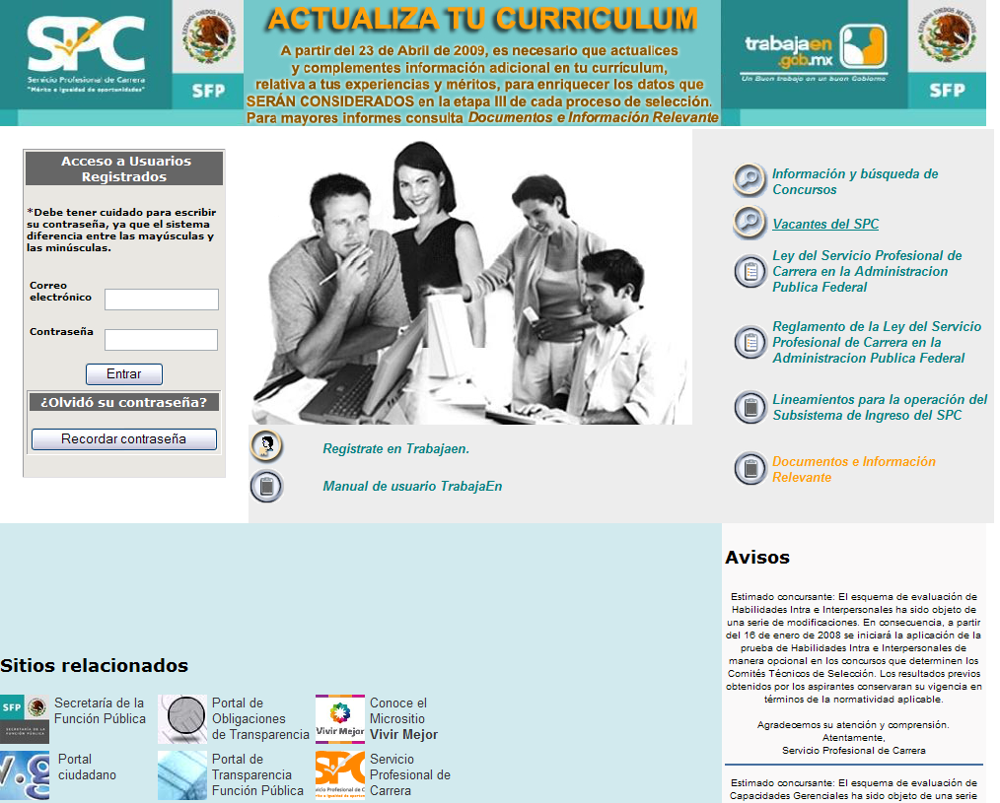 SPC
Servicio Profesional de Carrera
"Mérito e igualdad de oportunidades"
ESTADOS UNIDOS MEXICANOS
SFP
ACTUALIZA TU CURRICULUM
A partir del 23 de Abril de 2009, es necesario que actualices
y complementes información adicional en tu currículum,
relativa a tus experiencias y méritos, para enriquecer los datos que
SERÁN CONSIDERADOS en la etapa III de cada proceso de selección.
Para mayores informes consulta Documentos e Información Relevante
trabajaen
.gob.mx
Un Buen trabajo en un buen Gobierno
ESTADOS UNIDOS MEXICANOS
SFP
Acceso a Usuarios
Registrados
*Debe tener cuidado para escribir
su contraseña, ya que el sistema
diferencia entre las mayúsculas y
las minúsculas.
Correo
electrónico
Contraseña
Entrar
¿Olvidó su contraseña?
Recordar contraseña
Registrate en Trabajaen.
Manual de usuario TrabajaEn
Información y búsqueda de
Concursos
Vacantes del SPC
Ley del Servicio Profesional de
Carrera en la Administracion
Publica Federal
Reglamento de la Ley del Servicio
Profesional de Carrera en la
Administracion Publica Federal
Lineamientos para la operación del
Subsistema de Ingreso del SPC
Documentos e Información
Relevante
Sitios relacionados
SFP
SECRETARÍA DE LA
FUNCIÓN PÚBLICA
Secretaría de la
Función Pública
Portal de
Obligaciones
de Transparencia
Vivir Mejor
Conoce el
Micrositio
Vivir Mejor
v.g
Portal
ciudadano
Portal de
Transparencia
Función Pública
Servicio
Profesional de
Carrera
Avisos
Estimado concursante: El esquema de evaluación de
Habilidades Intra e Interpersonales ha sido objeto de
una serie de modificaciones. En consecuencia, a partir
del 16 de enero de 2008 se iniciará la aplicación de la
prueba de Habilidades Intra e Interpersonales de
manera opcional en los concursos que determinen los
Comités Técnicos de Selección. Los resultados previos
obtenidos por los aspirantes conservaran su vigencia en
términos de la normatividad aplicable.
Agradecemos su atención y comprensión.
Atentamente,
Servicio Profesional de Carrera
Estimado concursante: El esquema de evaluación de
Capacidades Gerenciales ha sido objeto de una serie